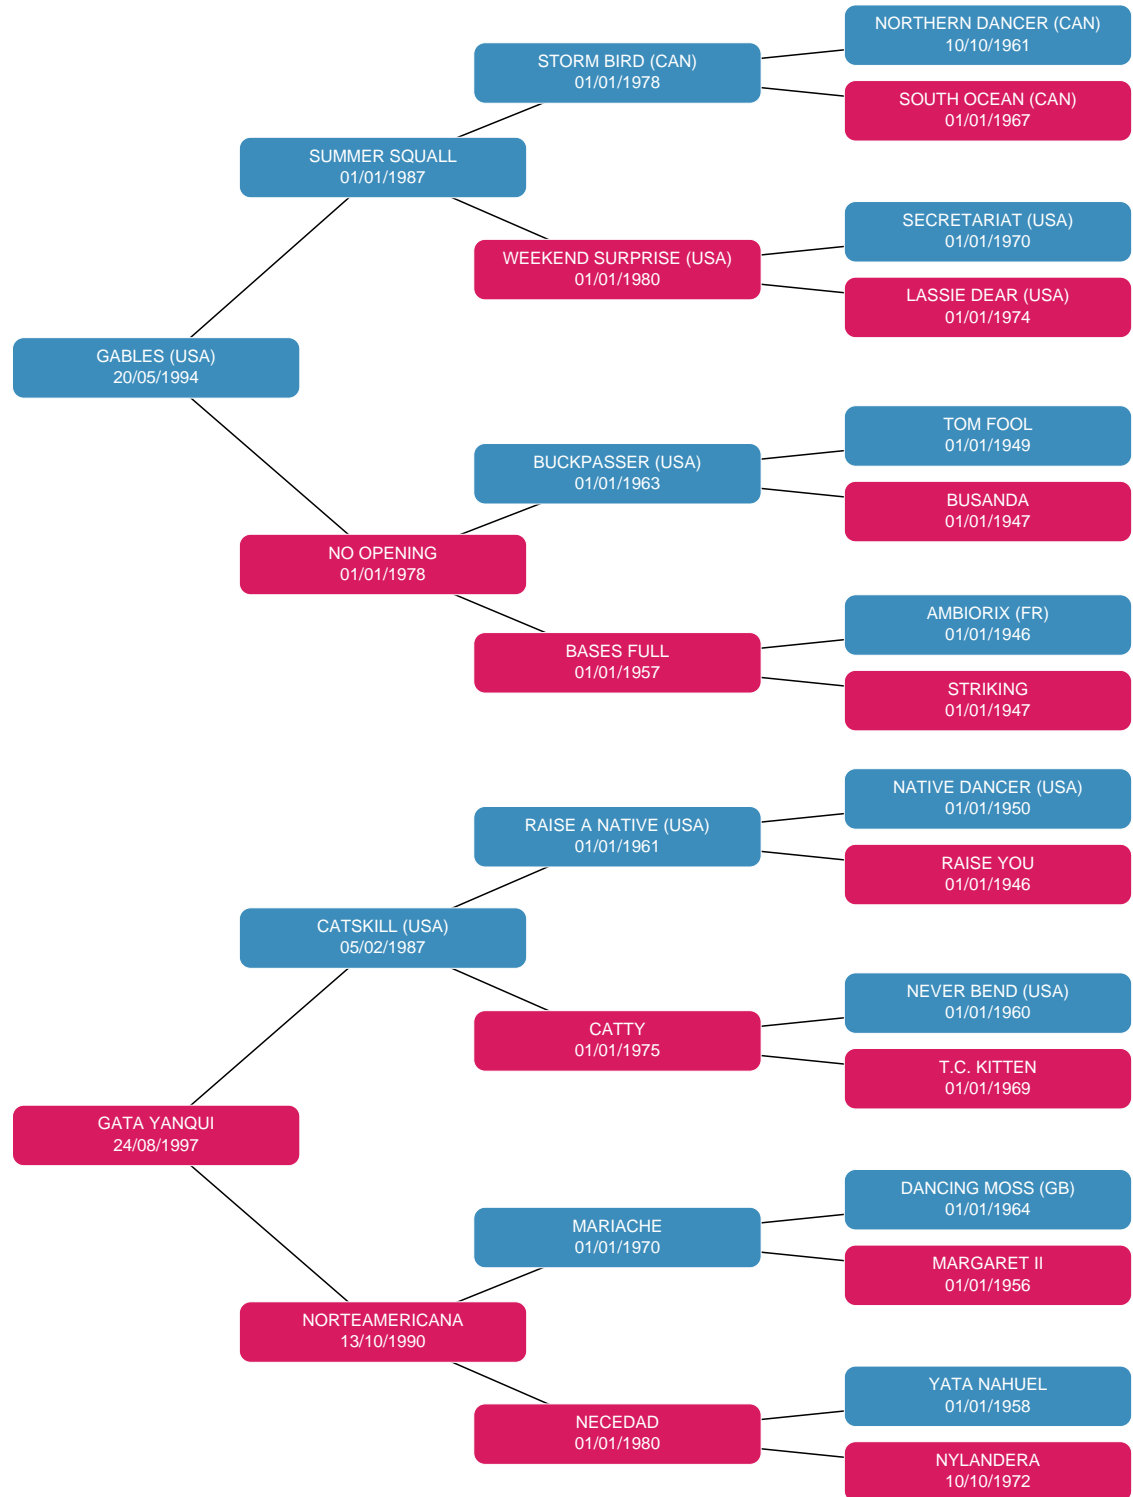 NORTHERN DANCER (CAN)
10/10/1961
STORM BIRD (CAN)
01/01/1978
SOUTH OCEAN (CAN)
01/01/1967
SUMMER SQUALL
01/01/1987
SECRETARIAT (USA)
01/01/1970
WEEKEND SURPRISE (USA)
01/01/1980
LASSIE DEAR (USA)
01/01/1974
GABLES (USA)
20/05/1994
TOM FOOL
01/01/1949
BUCKPASSER (USA)
01/01/1963
BUSANDA
01/01/1947
NO OPENING
01/01/1978
AMBIORIX (FR)
01/01/1946
BASES FULL
01/01/1957
STRIKING
01/01/1947
NATIVE DANCER (USA)
01/01/1950
RAISE A NATIVE (USA)
01/01/1961
RAISE YOU
01/01/1946
CATSKILL (USA)
05/02/1987
NEVER BEND (USA)
01/01/1960
CATTY
01/01/1975
T.C. KITTEN
01/01/1969
GATA YANQUI
24/08/1997
DANCING MOSS (GB)
01/01/1964
MARIACHE
01/01/1970
MARGARET II
01/01/1956
NORTEAMERICANA
13/10/1990
YATA NAHUEL
01/01/1958
NECEDAD
01/01/1980
NYLANDERA
10/10/1972